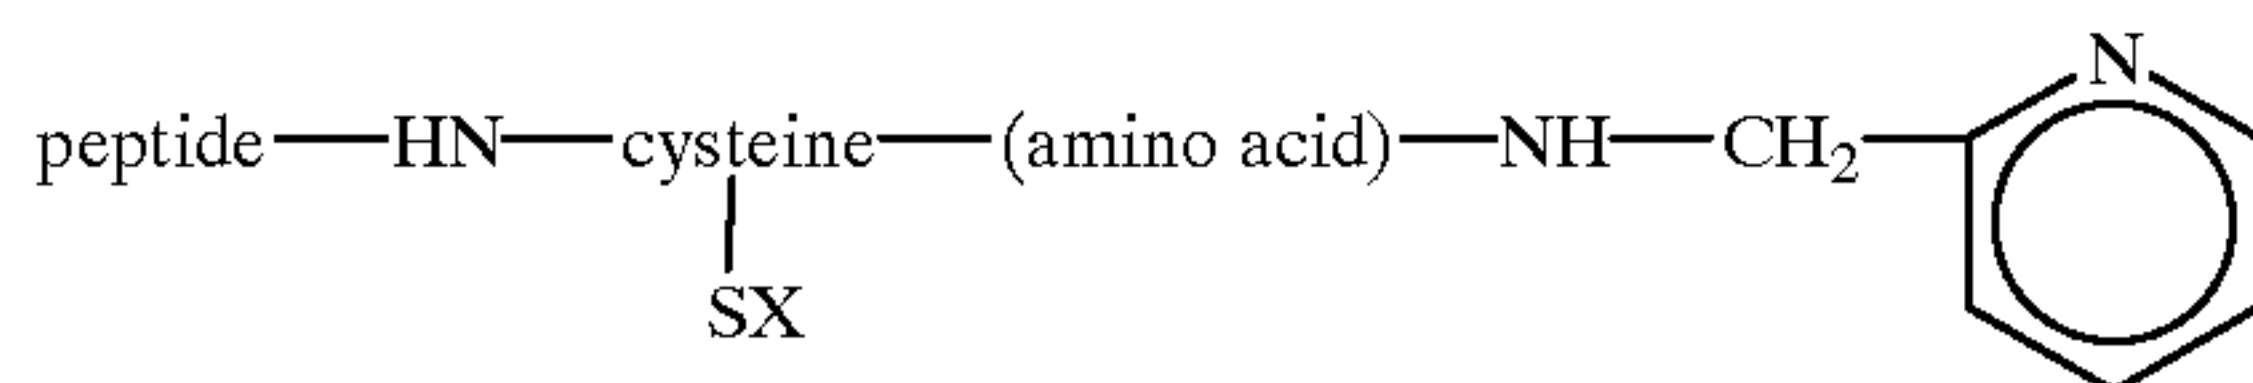 N
peptide—HN—cysteine—(amino acid)—NH—CH₂
SX